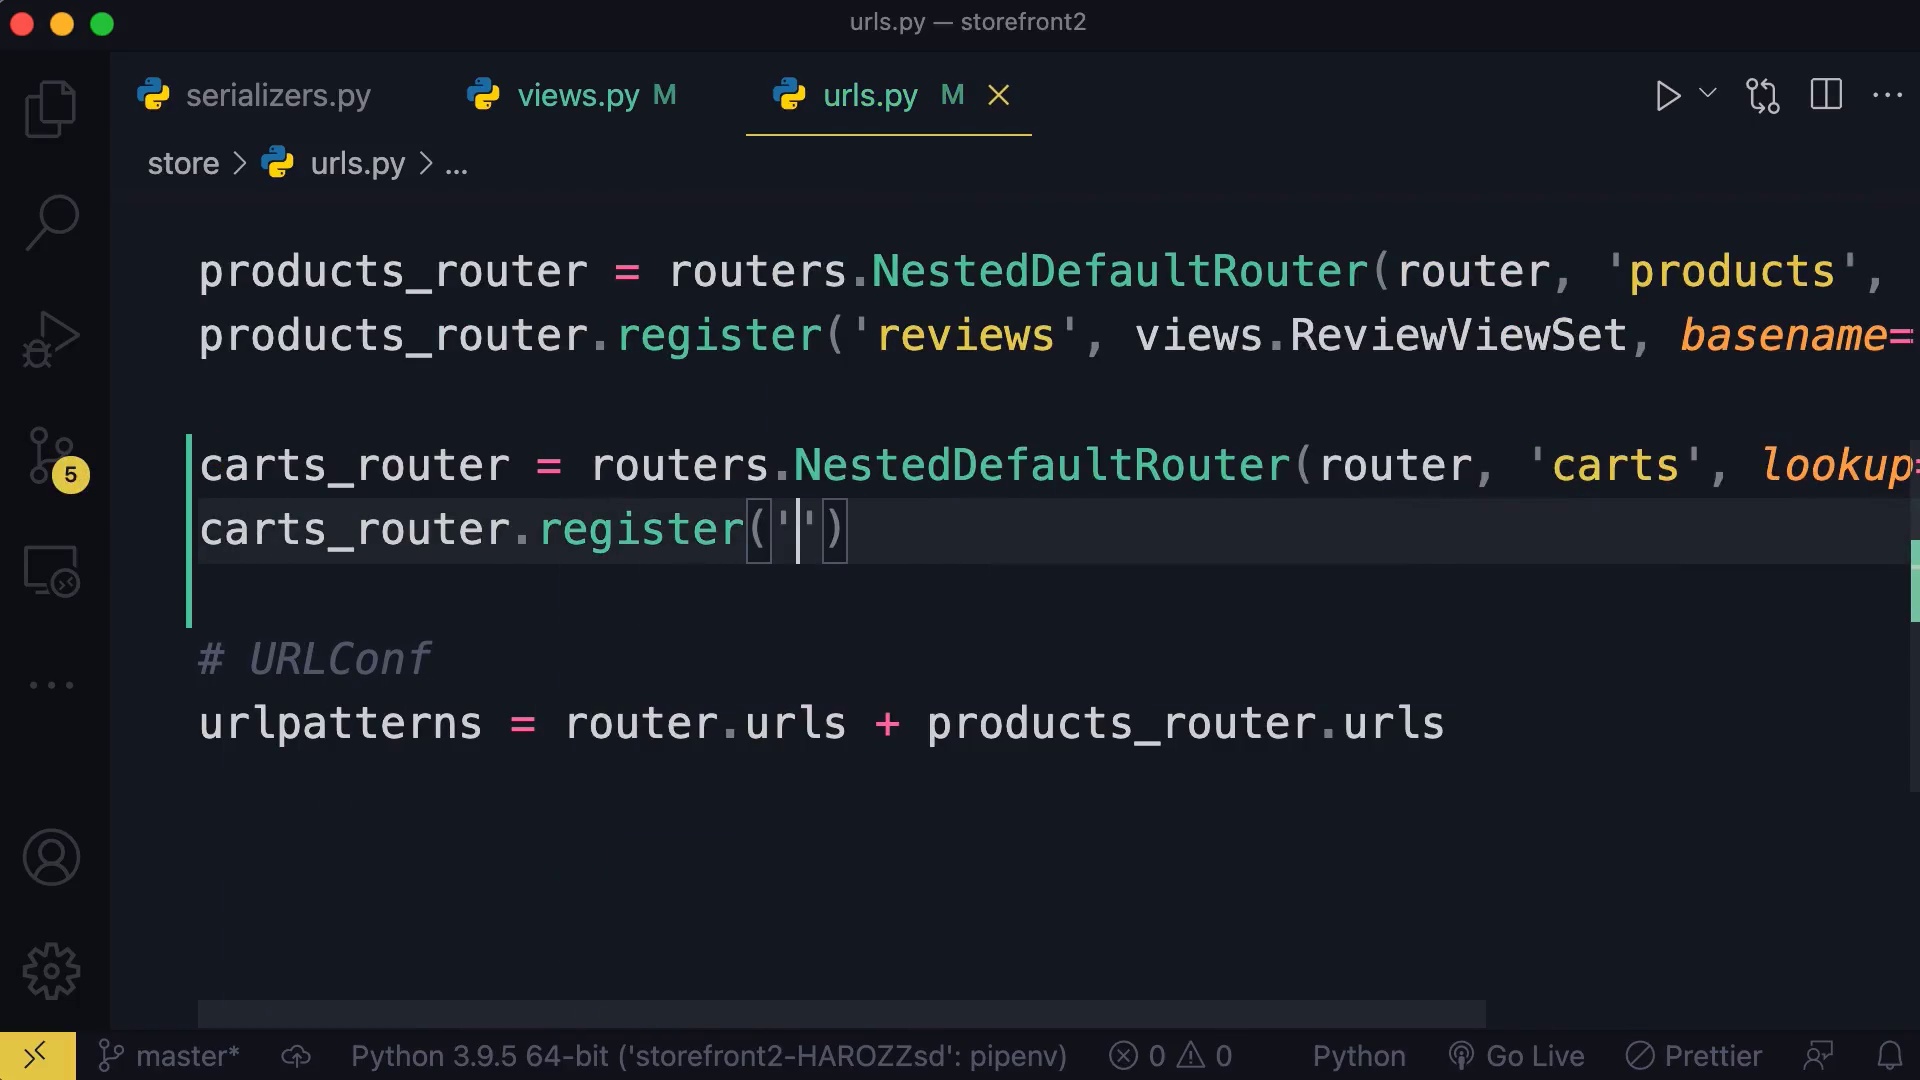 urls.py — storefront2
serializers.py views.py M urls.py M
store > urls.py > ...
products_router = routers.NestedDefaultRouter(router, 'products',
products_router.register('reviews', views.ReviewViewSet, basename=
carts_router = routers.NestedDefaultRouter(router, 'carts', lookup=
carts_router.register('')
# URLConf
urlpatterns = router.urls + products_router.urls
5
master* Python 3.9.5 64-bit ('storefront2-HAROZZsd': pipenv) 0 0 Python Go Live Prettier